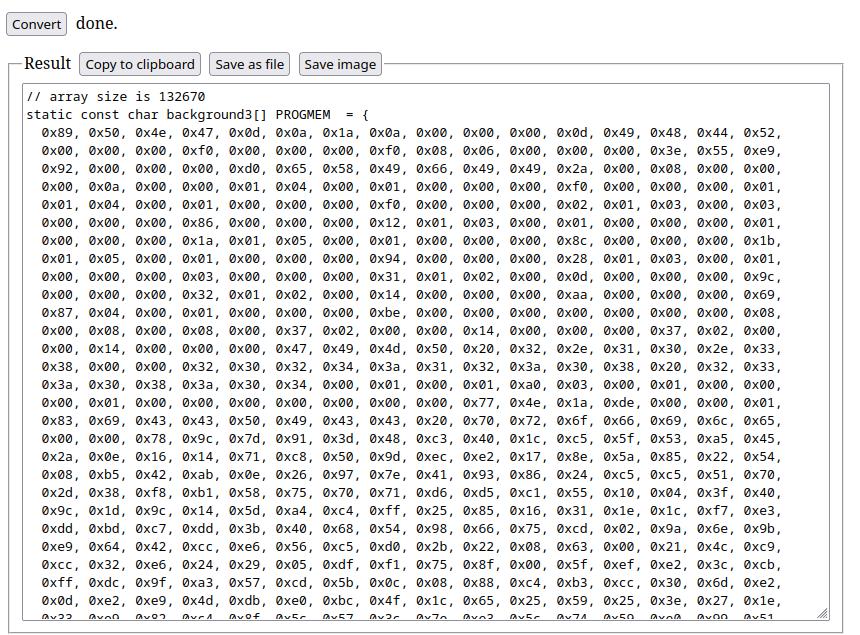 Convert done.
Result Copy to clipboard Save as file Save image
// array size is 132670
static const char background3[] PROGMEM  = {
0x89, 0x50, 0x4e, 0x47, 0x0d, 0x0a, 0x1a, 0x0a, 0x00, 0x00, 0x00, 0x0d, 0x49, 0x48, 0x44, 0x52,
0x00, 0x00, 0x00, 0xf0, 0x00, 0x00, 0x00, 0xf0, 0x08, 0x06, 0x00, 0x00, 0x00, 0x3e, 0x55, 0xe9,
0x92, 0x00, 0x00, 0x00, 0xd0, 0x65, 0x58, 0x49, 0x66, 0x49, 0x49, 0x2a, 0x00, 0x08, 0x00, 0x00,
0x00, 0x0a, 0x00, 0x00, 0x01, 0x04, 0x00, 0x01, 0x00, 0x00, 0x00, 0xf0, 0x00, 0x00, 0x00, 0x01,
0x01, 0x04, 0x00, 0x01, 0x00, 0x00, 0x00, 0xf0, 0x00, 0x00, 0x00, 0x02, 0x01, 0x03, 0x00, 0x03,
0x00, 0x00, 0x00, 0x86, 0x00, 0x00, 0x00, 0x12, 0x01, 0x03, 0x00, 0x01, 0x00, 0x00, 0x00, 0x01,
0x00, 0x00, 0x00, 0x1a, 0x01, 0x05, 0x00, 0x01, 0x00, 0x00, 0x00, 0x8c, 0x00, 0x00, 0x00, 0x1b,
0x01, 0x05, 0x00, 0x01, 0x00, 0x00, 0x00, 0x94, 0x00, 0x00, 0x00, 0x28, 0x01, 0x03, 0x00, 0x01,
0x00, 0x00, 0x00, 0x03, 0x00, 0x00, 0x00, 0x31, 0x01, 0x02, 0x00, 0x0d, 0x00, 0x00, 0x00, 0x9c,
0x00, 0x00, 0x00, 0x32, 0x01, 0x02, 0x00, 0x14, 0x00, 0x00, 0x00, 0xaa, 0x00, 0x00, 0x00, 0x69,
0x87, 0x04, 0x00, 0x01, 0x00, 0x00, 0x00, 0xbe, 0x00, 0x00, 0x00, 0x00, 0x00, 0x00, 0x00, 0x08,
0x00, 0x08, 0x00, 0x08, 0x00, 0x37, 0x02, 0x00, 0x00, 0x14, 0x00, 0x00, 0x00, 0x37, 0x02, 0x00,
0x00, 0x14, 0x00, 0x00, 0x00, 0x47, 0x49, 0x4d, 0x50, 0x20, 0x32, 0x2e, 0x31, 0x30, 0x2e, 0x33,
0x38, 0x00, 0x00, 0x32, 0x30, 0x32, 0x34, 0x3a, 0x31, 0x32, 0x3a, 0x30, 0x38, 0x20, 0x32, 0x33,
0x3a, 0x30, 0x38, 0x3a, 0x30, 0x34, 0x00, 0x01, 0x00, 0x01, 0xa0, 0x03, 0x00, 0x01, 0x00, 0x00,
0x00, 0x01, 0x00, 0x00, 0x00, 0x00, 0x00, 0x00, 0x00, 0x77, 0x4e, 0x1a, 0xde, 0x00, 0x00, 0x01,
0x83, 0x69, 0x43, 0x43, 0x50, 0x49, 0x43, 0x43, 0x20, 0x70, 0x72, 0x6f, 0x66, 0x69, 0x6c, 0x65,
0x00, 0x00, 0x78, 0x9c, 0x7d, 0x91, 0x3d, 0x48, 0xc3, 0x40, 0x1c, 0xc5, 0x5f, 0x53, 0xa5, 0x45,
0x2a, 0x0e, 0x16, 0x14, 0x71, 0xc8, 0x50, 0x9d, 0xec, 0xe2, 0x17, 0x8e, 0x5a, 0x85, 0x22, 0x54,
0x08, 0xb5, 0x42, 0xab, 0x0e, 0x26, 0x97, 0x7e, 0x41, 0x93, 0x86, 0x24, 0xc5, 0xc5, 0x51, 0x70,
0x2d, 0x38, 0xf8, 0xb1, 0x58, 0x75, 0x70, 0x71, 0xd6, 0xd5, 0xc1, 0x55, 0x10, 0x04, 0x3f, 0x40,
0x9c, 0x1d, 0x9c, 0x14, 0x5d, 0xa4, 0xc4, 0xff, 0x25, 0x85, 0x16, 0x31, 0x1e, 0x1c, 0xf7, 0xe3,
0xdd, 0xbd, 0xc7, 0xdd, 0x3b, 0x40, 0x68, 0x54, 0x98, 0x66, 0x75, 0xcd, 0x02, 0x9a, 0x6e, 0x9b,
0xe9, 0x64, 0x42, 0xcc, 0xe6, 0x56, 0xc5, 0xd0, 0x2b, 0x22, 0x08, 0x63, 0x00, 0x21, 0x4c, 0xc9,
0xcc, 0x32, 0xe6, 0x24, 0x29, 0x05, 0xdf, 0xf1, 0x75, 0x8f, 0x00, 0x5f, 0xef, 0xe2, 0x3c, 0xcb,
0xff, 0xdc, 0x9f, 0xa3, 0x57, 0xcd, 0x5b, 0x0c, 0x08, 0x88, 0xc4, 0xb3, 0xcc, 0x30, 0x6d, 0xe2,
0x0d, 0xe2, 0xe9, 0x4d, 0xdb, 0xe0, 0xbc, 0x4f, 0x1c, 0x65, 0x25, 0x59, 0x25, 0x3e, 0x27, 0x1e,